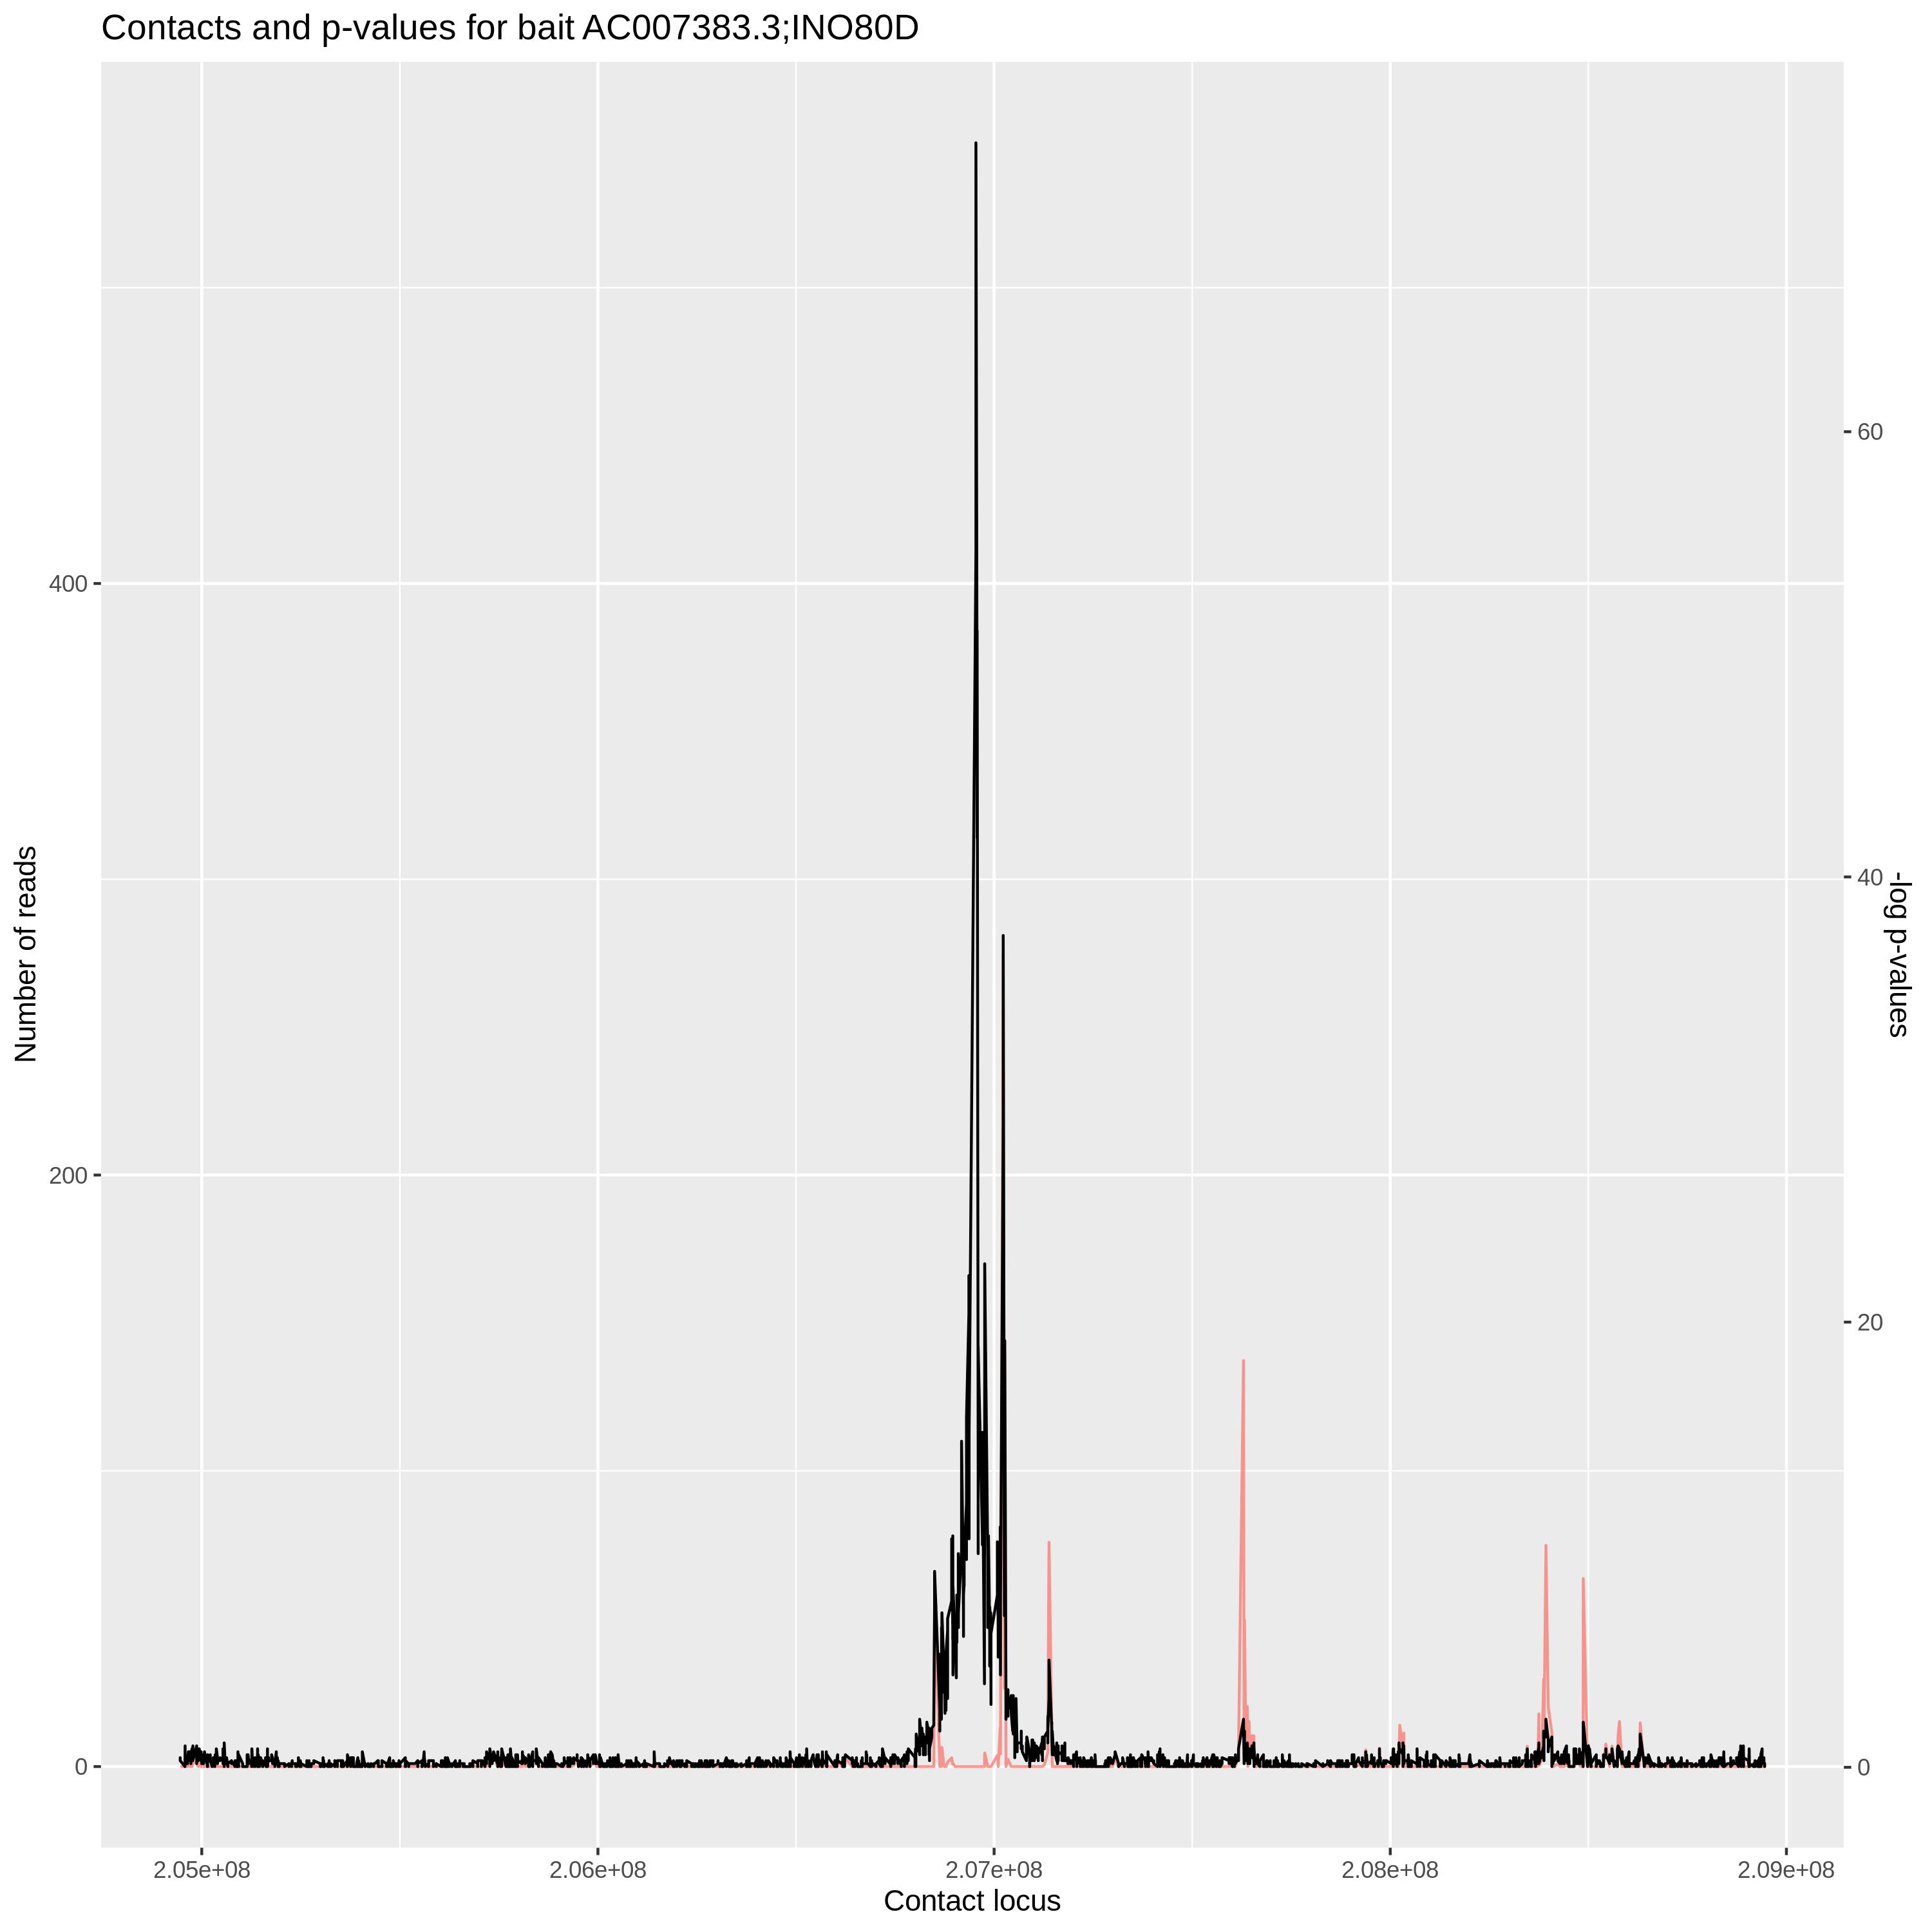 Contacts and p-values for bait AC007383.3;INO80D
Number of reads
400
200
0
60
40
20
0
-log p-values
2.05e+08
2.06e+08
2.07e+08
2.08e+08
2.09e+08
Contact locus